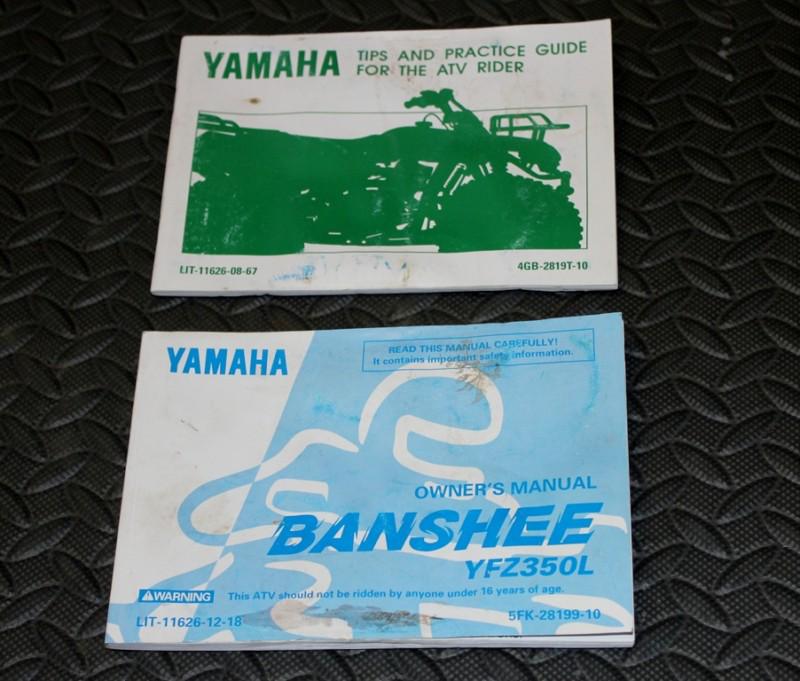 YAMAHA TIPS AND PRACTICE GUIDE
FOR THE ATV RIDER
LIT-11626-08-67 4GB-2819T-10
YAMAHA
READ THIS MANUAL CAREFULLY!
It contains important safety information.
OWNER'S MANUAL
BANSHEE
YFZ350L
WARNING This ATV should not be ridden by anyone under 16 years of age.
LIT-11626-12-18 5FK-28199-10